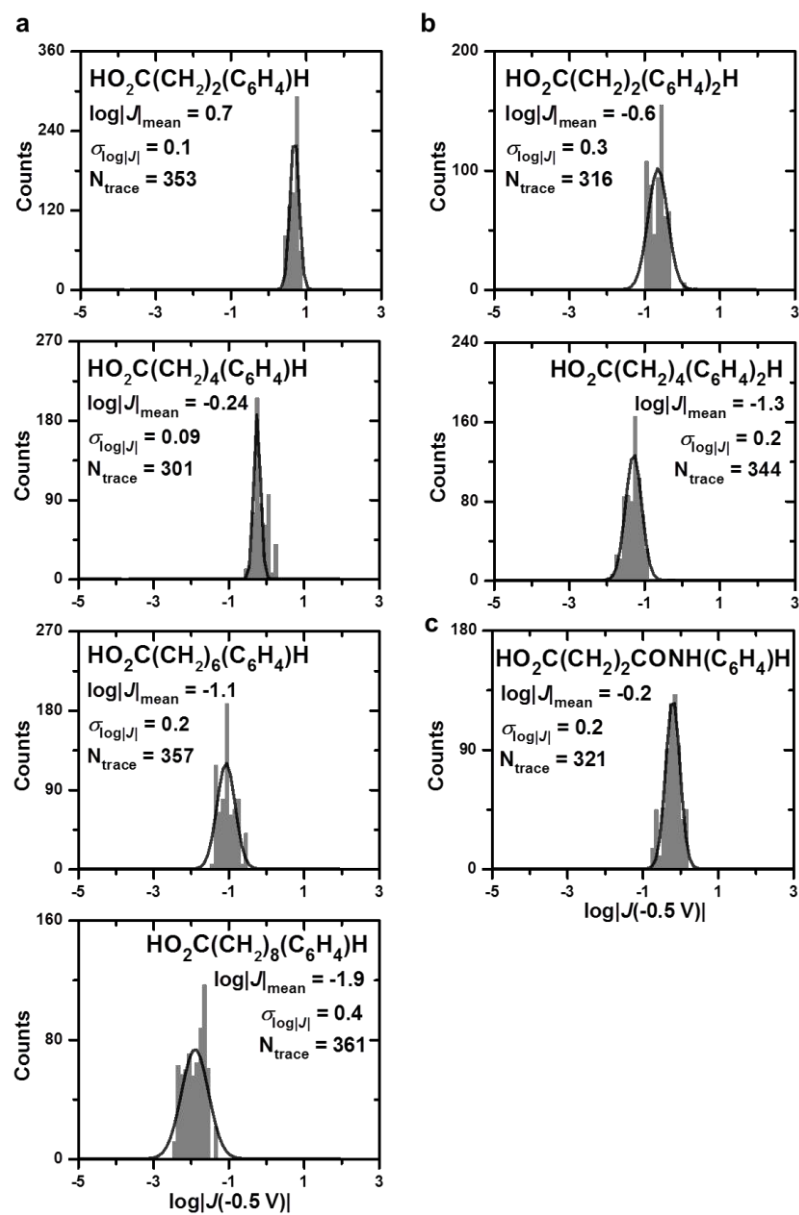 a
360
240
120
0
Counts
HO₂C(CH₂)₂(C₆H₄)H
log|J|mean = 0.7
σlog|J| = 0.1
Ntrace = 353
-5 -3 -1 1 3
270
180
90
0
Counts
HO₂C(CH₂)₄(C₆H₄)H
log|J|mean = -0.24
σlog|J| = 0.09
Ntrace = 301
-5 -3 -1 1 3
270
180
90
0
Counts
HO₂C(CH₂)₆(C₆H₄)H
log|J|mean = -1.1
σlog|J| = 0.2
Ntrace = 357
-5 -3 -1 1 3
160
80
0
Counts
HO₂C(CH₂)₈(C₆H₄)H
log|J|mean = -1.9
σlog|J| = 0.4
Ntrace = 361
-5 -3 -1 1 3
log|J(-0.5 V)|
b
200
100
0
Counts
HO₂C(CH₂)₂(C₆H₄)₂H
log|J|mean = -0.6
σlog|J| = 0.3
Ntrace = 316
-5 -3 -1 1 3
240
160
80
0
Counts
HO₂C(CH₂)₄(C₆H₄)₂H
log|J|mean = -1.3
σlog|J| = 0.2
Ntrace = 344
-5 -3 -1 1 3
c
180
90
0
Counts
HO₂C(CH₂)₂CONH(C₆H₄)H
log|J|mean = -0.2
σlog|J| = 0.2
Ntrace = 321
-5 -3 -1 1 3
log|J(-0.5 V)|